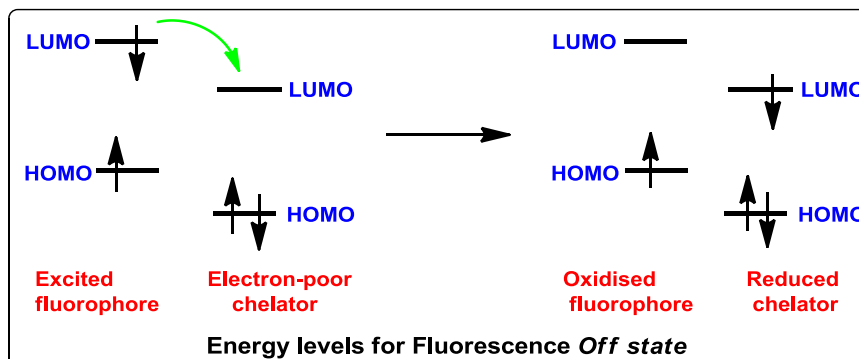 LUMO
LUMO
LUMO
LUMO
HOMO
HOMO
HOMO
HOMO
Excited
fluorophore
Electron-poor
chelator
Oxidised
fluorophore
Reduced
chelator
Energy levels for Fluorescence Off state